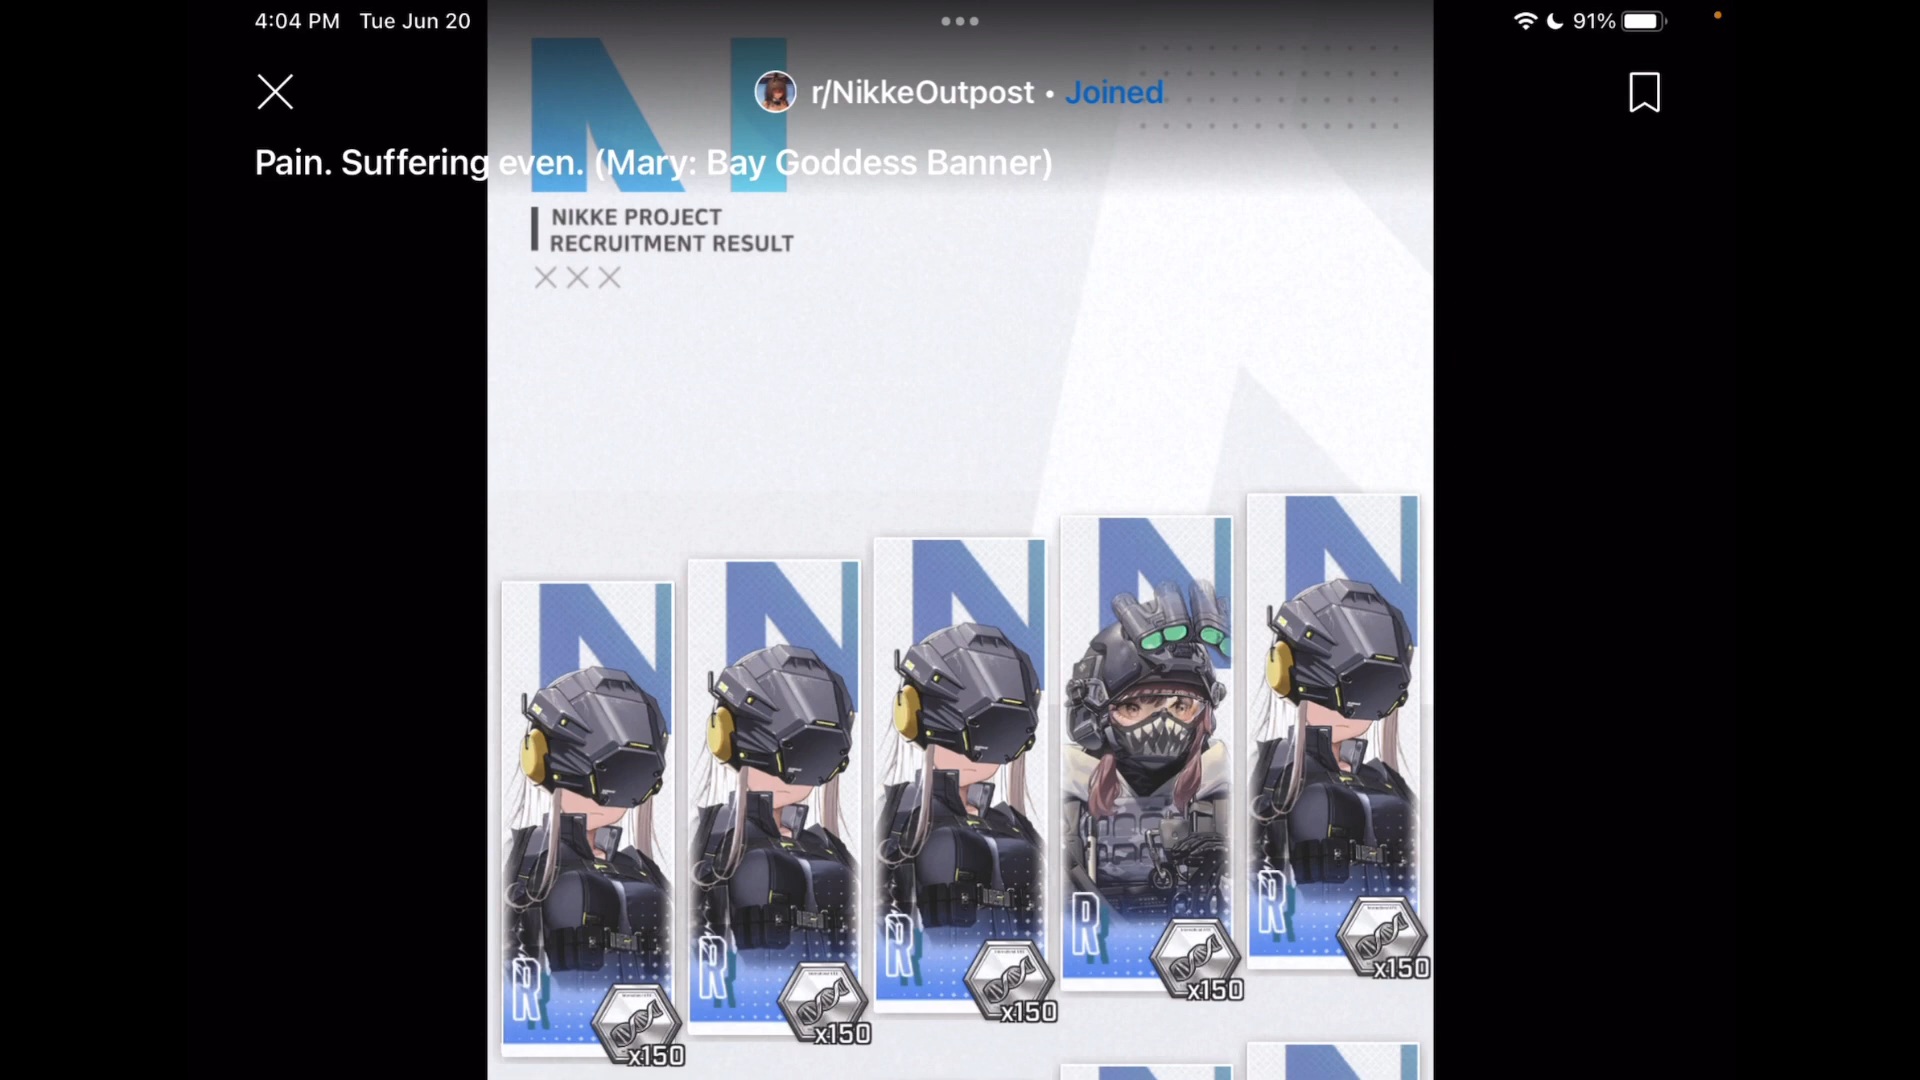 4:04 PM Tue Jun 20
91%
r/NikkeOutpost • Joined
Pain. Suffering even. (Mary: Bay Goddess Banner)
NIKKE PROJECT
RECRUITMENT RESULT
R
x150
R
x150
R
x150
R
x150
R
x150